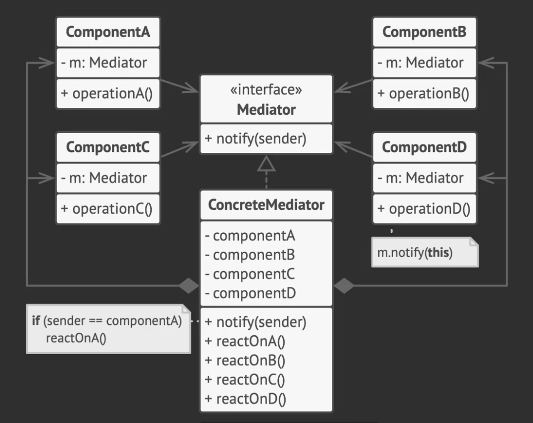 ComponentA
- m: Mediator
+ operationA()
ComponentB
- m: Mediator
+ operationB()
«interface»
Mediator
+ notify(sender)
ComponentC
- m: Mediator
+ operationC()
ComponentD
- m: Mediator
+ operationD()
m.notify(this)
ConcreteMediator
- componentA
- componentB
- componentC
- componentD
+ notify(sender)
+ reactOnA()
+ reactOnB()
+ reactOnC()
+ reactOnD()
if (sender == componentA)
reactOnA()